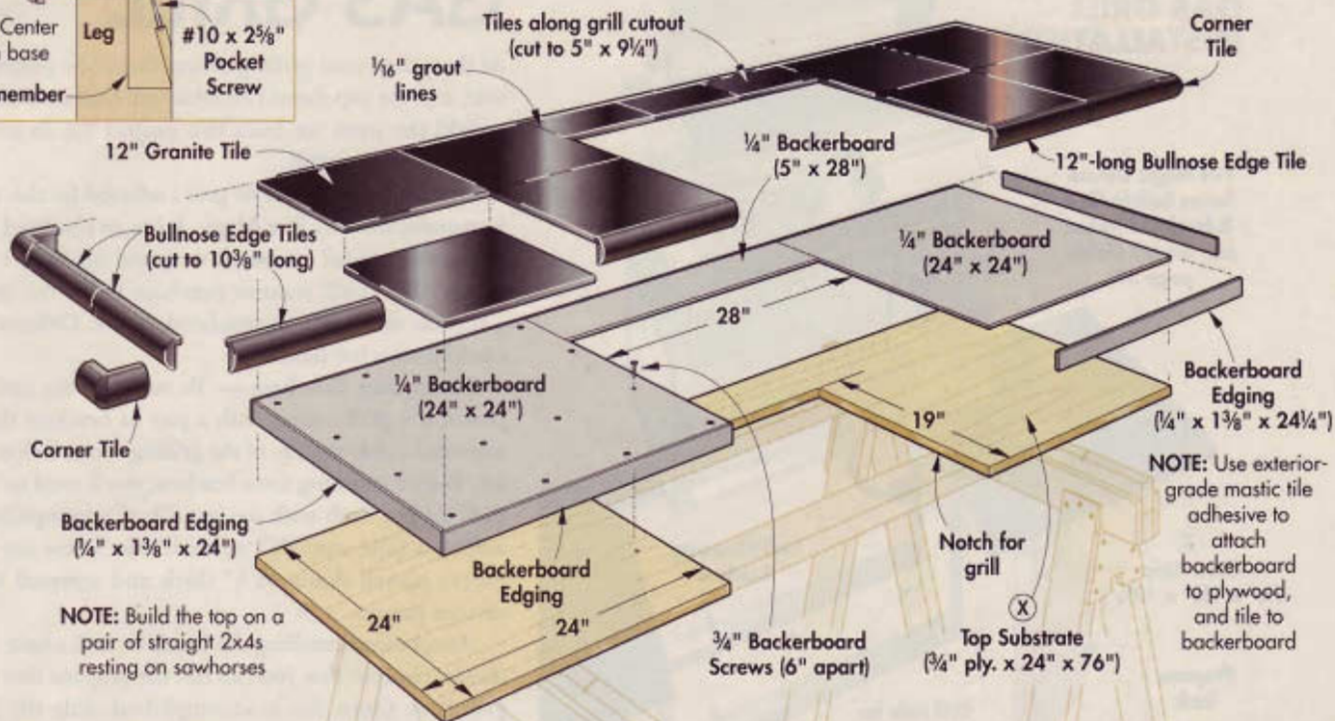 Center
base
member
Leg
#10 x 2⅝"
Pocket
Screw
Tiles along grill cutout
(cut to 5" x 9¼")
Corner
Tile
1⁄16" grout
lines
12" Granite Tile
¼" Backerboard
(5" x 28")
12"-long Bullnose Edge Tile
Bullnose Edge Tiles
(cut to 10⅜" long)
¼" Backerboard
(24" x 24")
28"
¼" Backerboard
(24" x 24")
Corner Tile
19"
Backerboard
Edging
(¼" x 1⅜" x 24¼")
NOTE: Use exterior-
grade mastic tile
adhesive to
attach
backerboard
to plywood,
and tile to
backerboard
Backerboard Edging
(¼" x 1⅜" x 24")
Backerboard
Edging
Notch for
grill
NOTE: Build the top on a
pair of straight 2x4s
resting on sawhorses
24"
24"
¾" Backerboard
Screws (6" apart)
X
Top Substrate
(¾" ply. x 24" x 76")